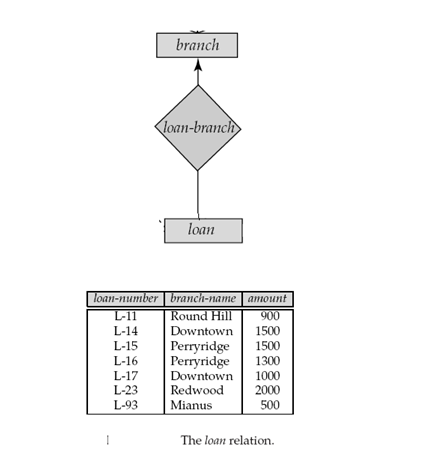 branch
loan-branch
loan
loan-number branch-name amount
L-11 Round Hill 900
L-14 Downtown 1500
L-15 Perryridge 1500
L-16 Perryridge 1300
L-17 Downtown 1000
L-23 Redwood 2000
L-93 Mianus 500
The loan relation.